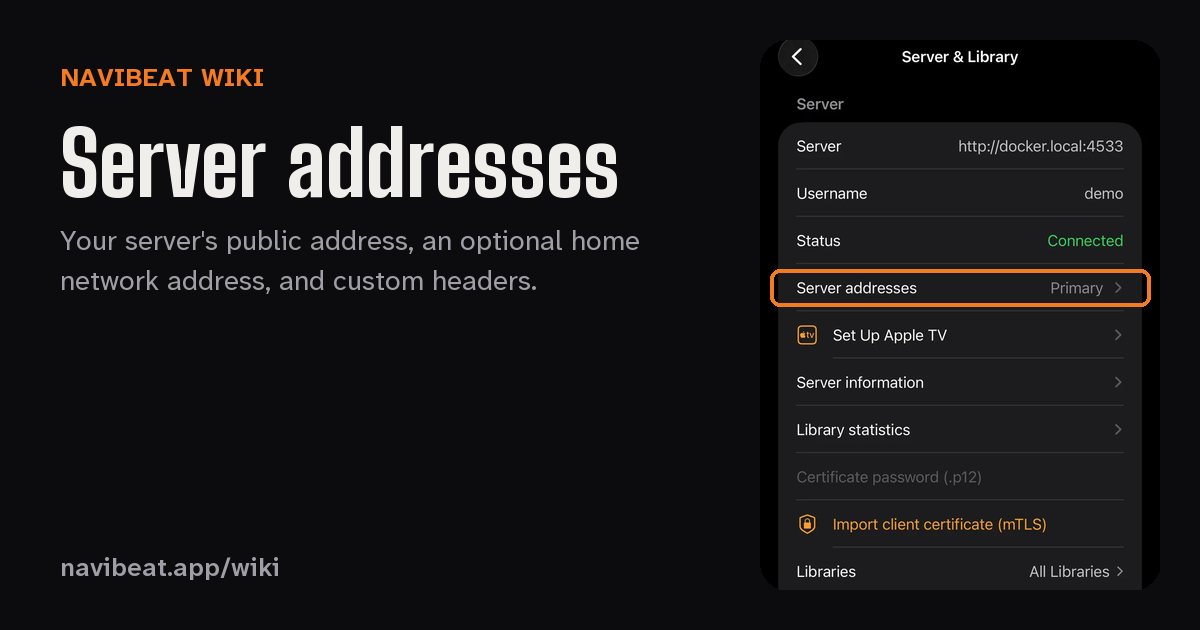 NAVIBEAT WIKI
Server addresses
Your server's public address, an optional home
network address, and custom headers.
navibeat.app/wiki
Server & Library
Server
Server http://docker.local:4533
Username demo
Status Connected
Server addresses Primary
tv Set Up Apple TV
Server information
Library statistics
Certificate password (.p12)
Import client certificate (mTLS)
Libraries All Libraries